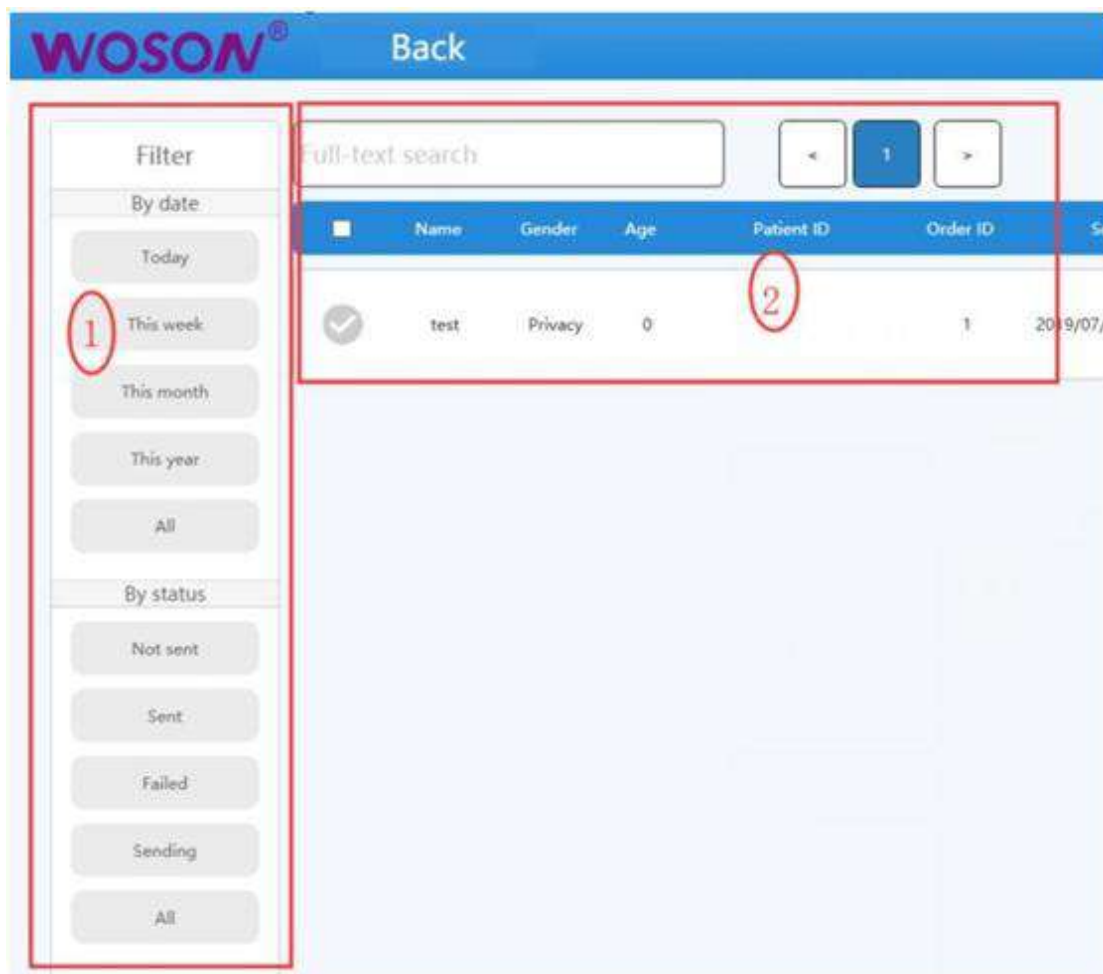 WOSON®
Back
Filter
By date
Today
This week
This month
This year
All
By status
Not sent
Sent
Failed
Sending
All
1
Full-text search
< 1 >
Name Gender Age Patient ID Order ID
test Privacy 0 1 2019/07/
2